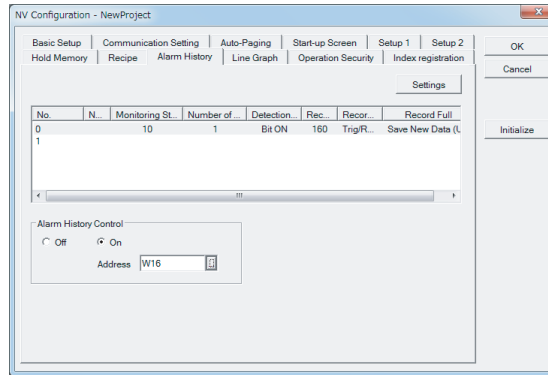 NV Configuration - NewProject
Basic Setup Communication Setting Auto-Paging Start-up Screen Setup 1 Setup 2
Hold Memory Recipe Alarm History Line Graph Operation Security Index registration
OK
Cancel
Initialize
Settings
No. N... Monitoring St... Number of ... Detection... Rec... Recor... Record Full
0 10 1 Bit ON 160 Trig/R... Save New Data (U
1
Alarm History Control
Off On
Address W16